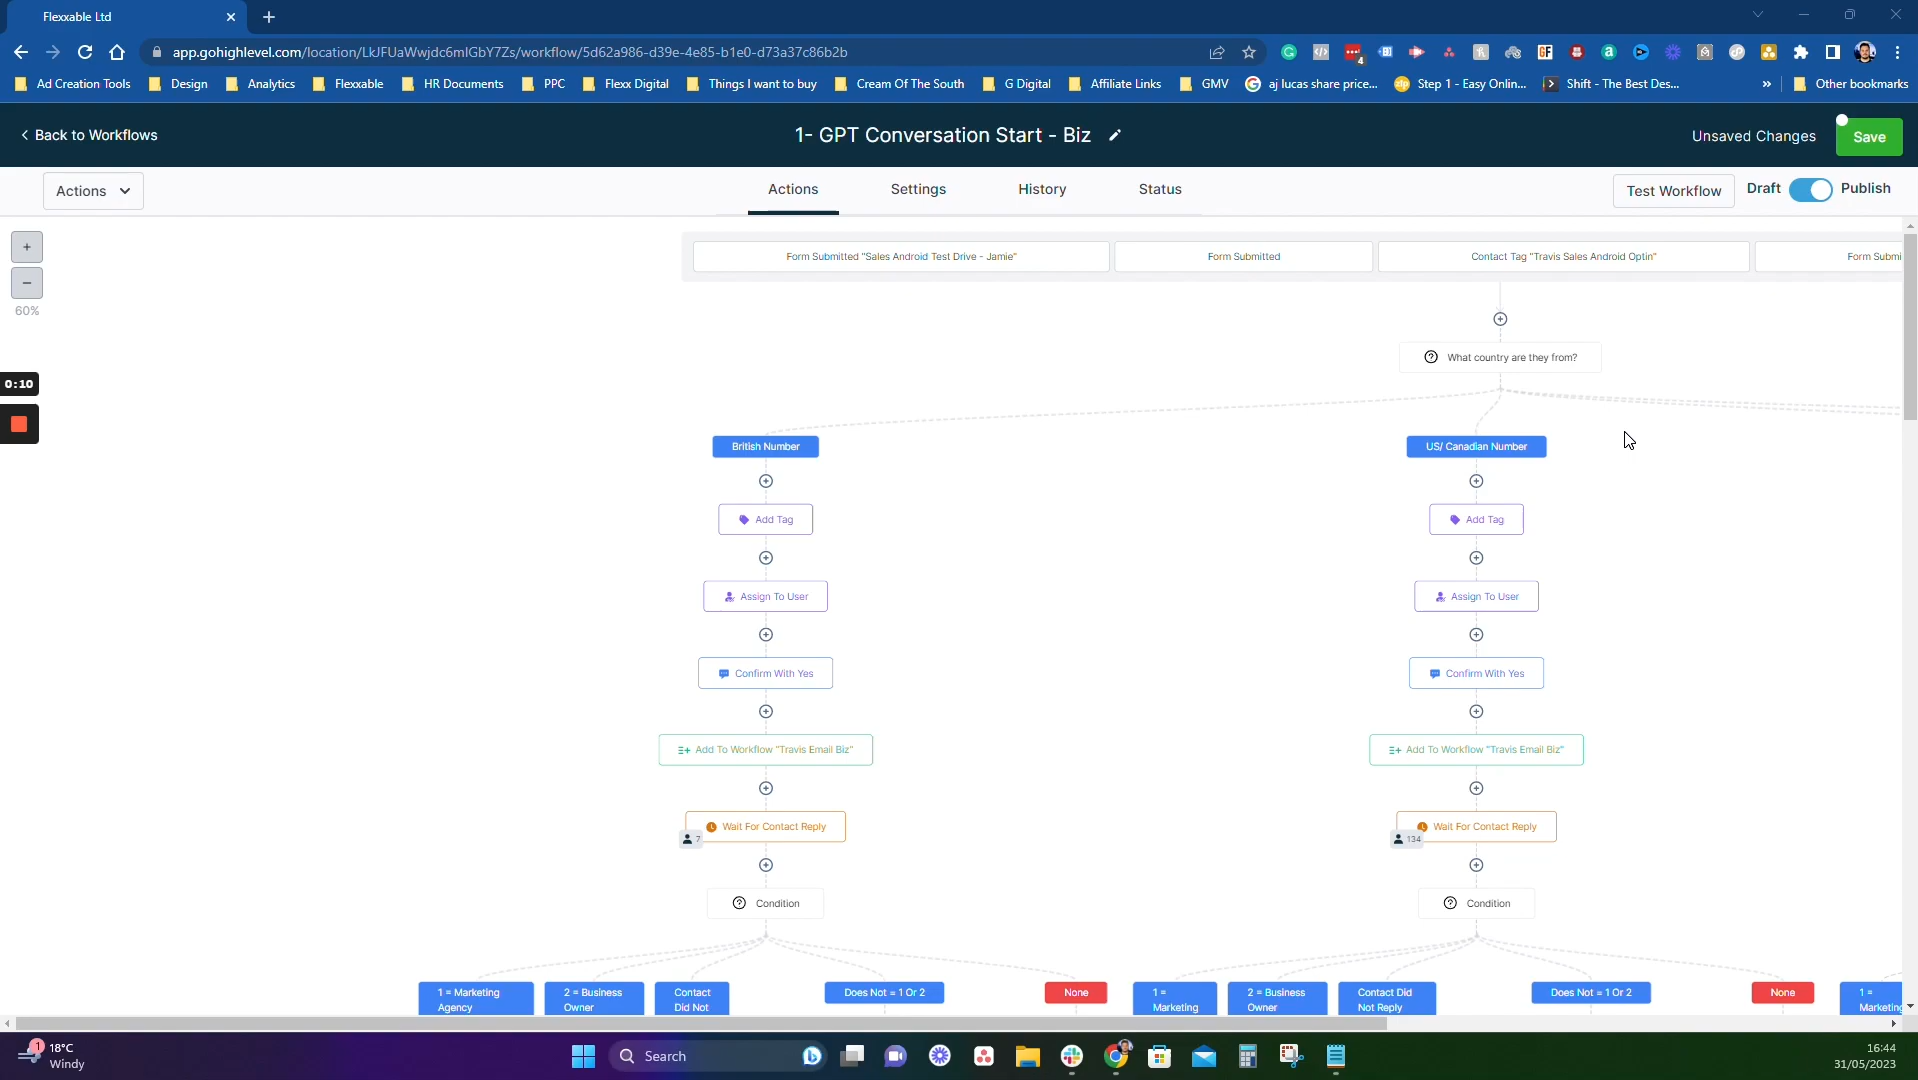 Flexxable Ltd
app.gohighlevel.com/location/LkJFUaWwjdc6mlGbY7Zs/workflow/5d62a986-d39e-4e85-b1e0-d73a37c86b2b
4
Ad Creation Tools
Design
Analytics
Flexxable
HR Documents
PPC
Flexx Digital
Things I want to buy
Cream Of The South
G Digital
Affiliate Links
GMV
aj lucas share price...
Step 1 - Easy Onlin...
Shift - The Best Des...
Other bookmarks
Back to Workflows
1- GPT Conversation Start - Biz
Unsaved Changes
Save
Actions
Actions
Settings
History
Status
Test Workflow
Draft
Publish
+
−
60%
0:10
Form Submitted "Sales Android Test Drive - Jamie"
Form Submitted
Contact Tag "Travis Sales Android Optin"
Form Submi
What country are they from?
British Number
US/ Canadian Number
Add Tag
Add Tag
Assign To User
Assign To User
Confirm With Yes
Confirm With Yes
Add To Workflow "Travis Email Biz"
Add To Workflow "Travis Email Biz"
Wait For Contact Reply
7
Wait For Contact Reply
134
Condition
Condition
1 = Marketing
Agency
2 = Business
Owner
Contact
Did Not
Does Not = 1 Or 2
None
1 =
Marketing
2 = Business
Owner
Contact Did
Not Reply
Does Not = 1 Or 2
None
1 =
Marketing
1
18°C
Windy
Search
16:44
31/05/2023